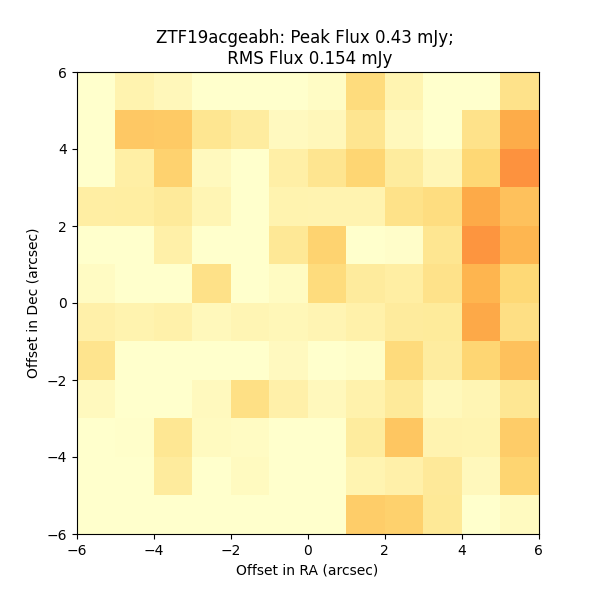 ZTF19acgeabh: Peak Flux 0.43 mJy;
RMS Flux 0.154 mJy
6
4
2
0
−2
−4
−6
Offset in Dec (arcsec)
−6 −4 −2 0 2 4 6
Offset in RA (arcsec)